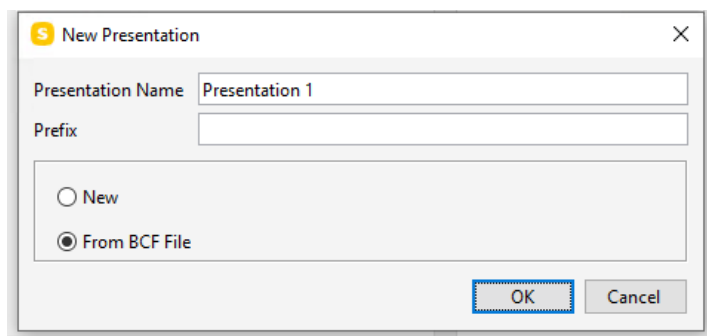 S New Presentation
Presentation Name Presentation 1
Prefix
New
From BCF File
OK Cancel